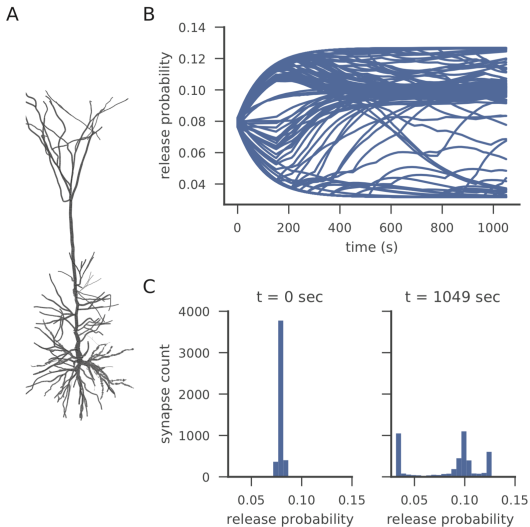 A
B
0.14
0.12
0.10
0.08
0.06
0.04
release probability
0 200 400 600 800 1000
time (s)
C
t = 0 sec
t = 1049 sec
4000
3000
2000
1000
0
synapse count
0.05 0.10 0.15
0.05 0.10 0.15
release probability
release probability